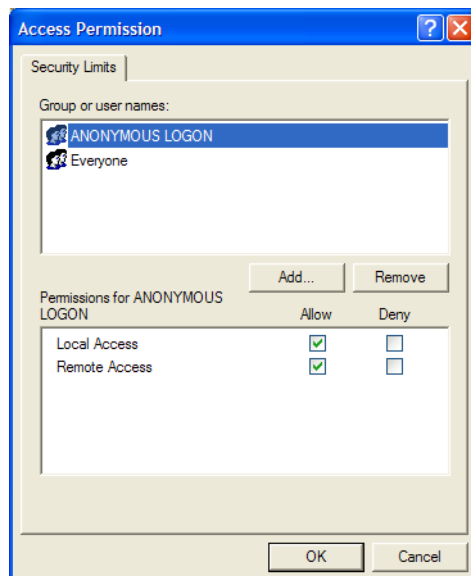 Access Permission
Security Limits
Group or user names:
ANONYMOUS LOGON
Everyone
Add... Remove
Permissions for ANONYMOUS
LOGON Allow Deny
Local Access
Remote Access
OK Cancel